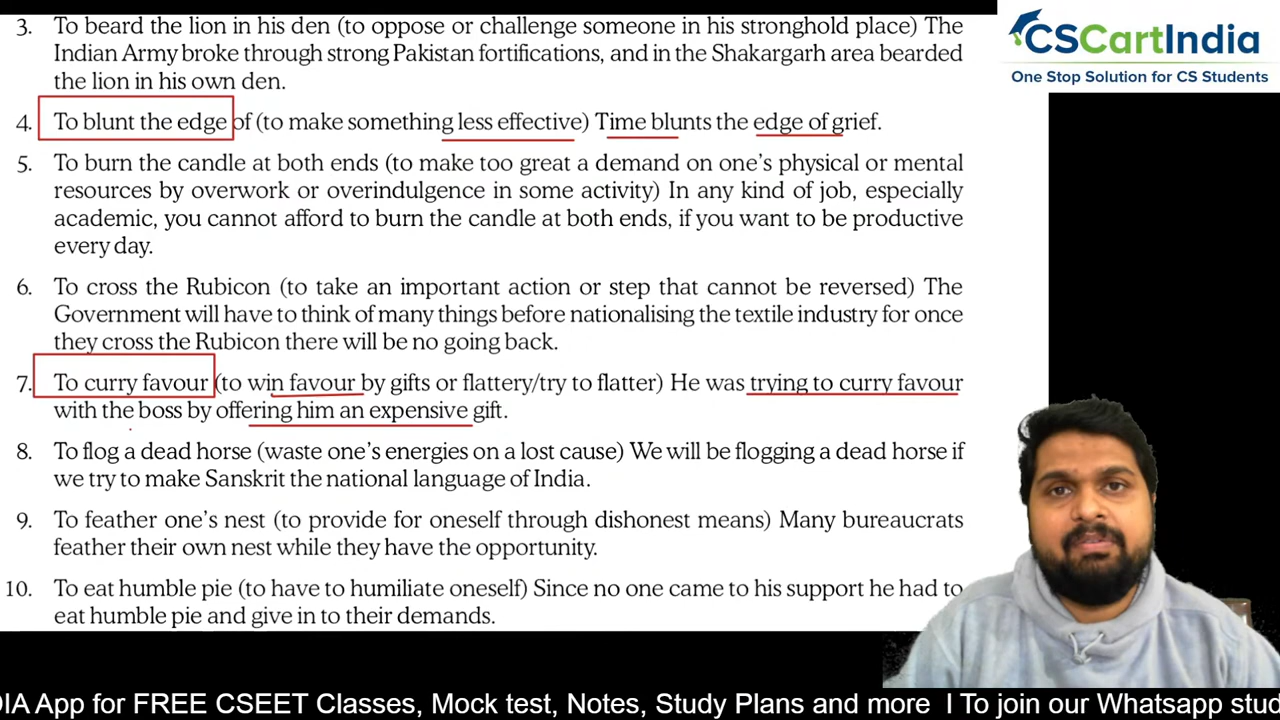 3. To beard the lion in his den (to oppose or challenge someone in his stronghold place) The
Indian Army broke through strong Pakistan fortifications, and in the Shakargarh area bearded
the lion in his own den.
4. To blunt the edge of (to make something less effective) Time blunts the edge of grief.
5. To burn the candle at both ends (to make too great a demand on one's physical or mental
resources by overwork or overindulgence in some activity) In any kind of job, especially
academic, you cannot afford to burn the candle at both ends, if you want to be productive
every day.
6. To cross the Rubicon (to take an important action or step that cannot be reversed) The
Government will have to think of many things before nationalising the textile industry for once
they cross the Rubicon there will be no going back.
7. To curry favour (to win favour by gifts or flattery/try to flatter) He was trying to curry favour
with the boss by offering him an expensive gift.
8. To flog a dead horse (waste one's energies on a lost cause) We will be flogging a dead horse if
we try to make Sanskrit the national language of India.
9. To feather one's nest (to provide for oneself through dishonest means) Many bureaucrats
feather their own nest while they have the opportunity.
10. To eat humble pie (to have to humiliate oneself) Since no one came to his support he had to
eat humble pie and give in to their demands.
CSCartIndia
One Stop Solution for CS Students
DIA App for FREE CSEET Classes, Mock test, Notes, Study Plans and more I To join our Whatsapp stud